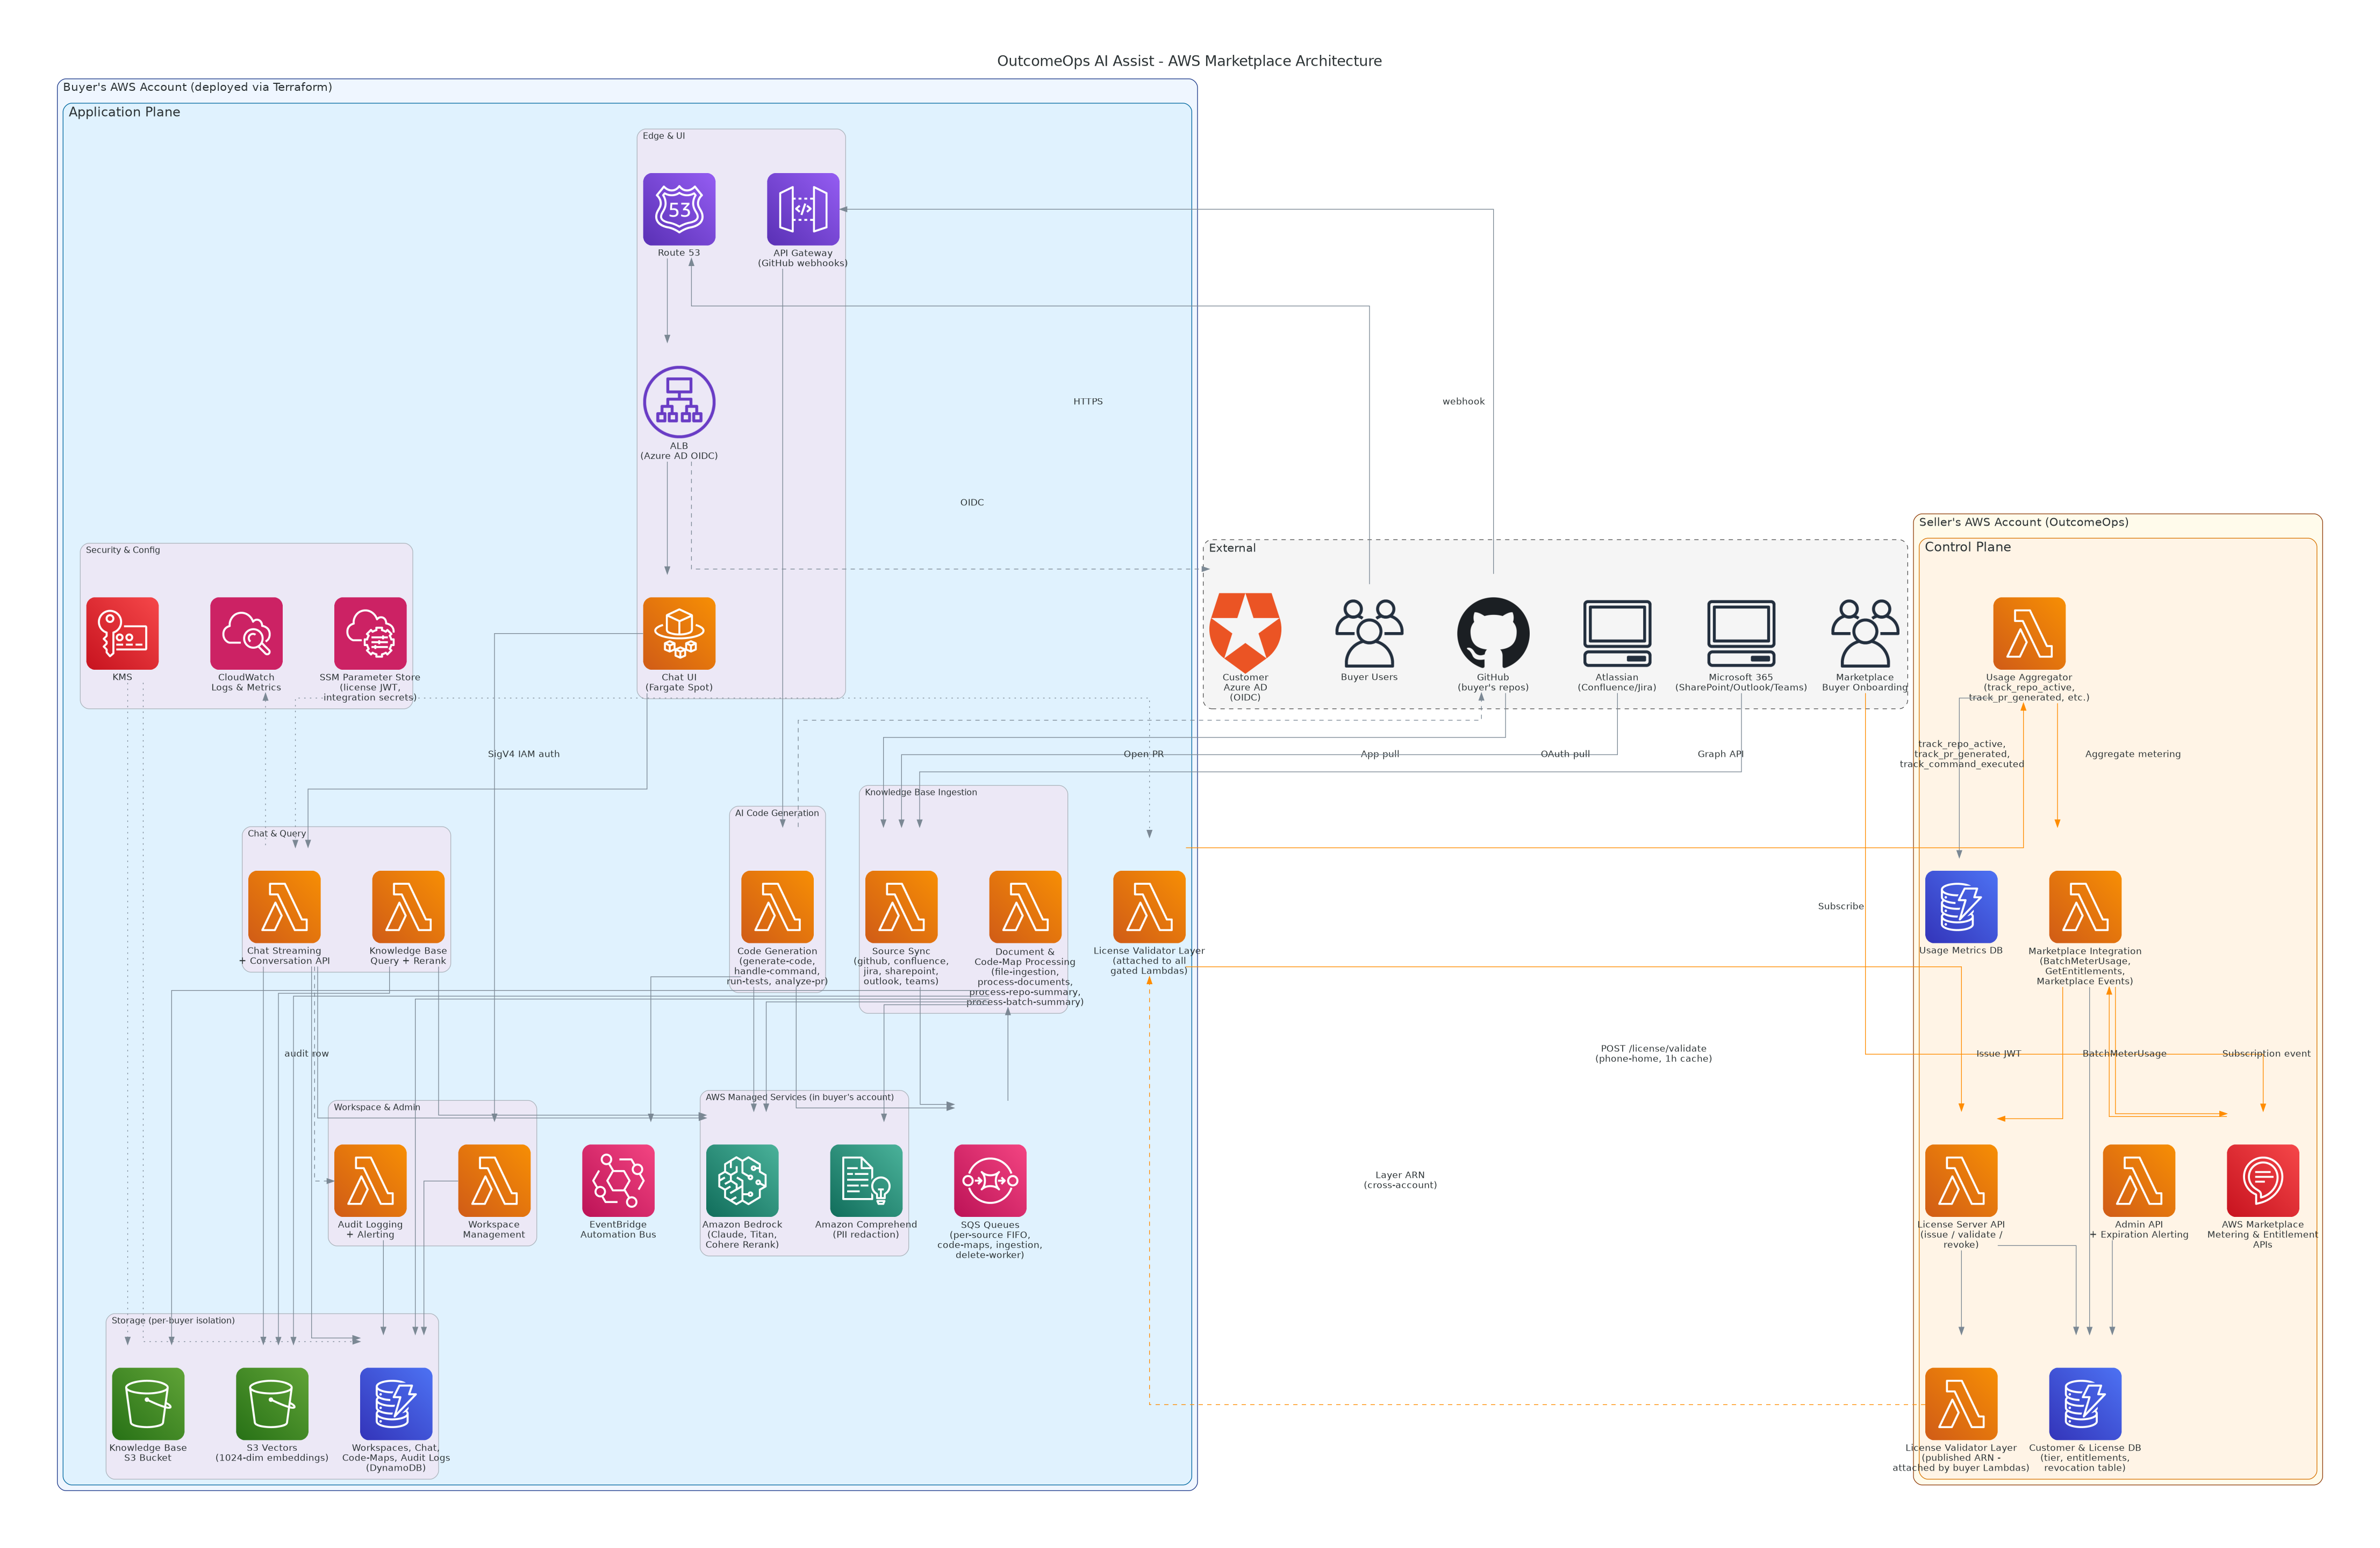 OutcomeOps AI Assist - AWS Marketplace Architecture
Buyer's AWS Account (deployed via Terraform)
Application Plane
Edge & UI
53
Route 53
API Gateway
(GitHub webhooks)
ALB
(Azure AD OIDC)
HTTPS
webhook
OIDC
Security & Config
KMS
CloudWatch
Logs & Metrics
SSM Parameter Store
(license JWT,
integration secrets)
Chat UI
(Fargate Spot)
External
Customer
Azure AD
(OIDC)
Buyer Users
GitHub
(buyer's repos)
Atlassian
(Confluence/Jira)
Microsoft 365
(SharePoint/Outlook/Teams)
Marketplace
Buyer Onboarding
Seller's AWS Account (OutcomeOps)
Control Plane
Usage Aggregator
(track_repo_active,
track_pr_generated, etc.)
SigV4 IAM auth
Open PR
App pull
OAuth pull
Graph API
track_repo_active,
track_pr_generated,
track_command_executed
Aggregate metering
Chat & Query
Chat Streaming
+ Conversation API
Knowledge Base
Query + Rerank
AI Code Generation
Code Generation
(generate-code,
handle-command,
run-tests, analyze-pr)
Knowledge Base Ingestion
Source Sync
(github, confluence,
jira, sharepoint,
outlook, teams)
Document &
Code-Map Processing
(file-ingestion,
process-documents,
process-repo-summary,
process-batch-summary)
License Validator Layer
(attached to all
gated Lambdas)
Subscribe
Usage Metrics DB
Marketplace Integration
(BatchMeterUsage,
GetEntitlements,
Marketplace Events)
audit row
POST /license/validate
(phone-home, 1h cache)
Issue JWT
BatchMeterUsage
Subscription event
Workspace & Admin
Audit Logging
+ Alerting
Workspace
Management
EventBridge
Automation Bus
AWS Managed Services (in buyer's account)
Amazon Bedrock
(Claude, Titan,
Cohere Rerank)
Amazon Comprehend
(PII redaction)
SQS Queues
(per-source FIFO,
code-maps, ingestion,
delete-worker)
Layer ARN
(cross-account)
License Server API
(issue / validate /
revoke)
Admin API
+ Expiration Alerting
AWS Marketplace
Metering & Entitlement
APIs
Storage (per-buyer isolation)
Knowledge Base
S3 Bucket
S3 Vectors
(1024-dim embeddings)
Workspaces, Chat,
Code-Maps, Audit Logs
(DynamoDB)
License Validator Layer
(published ARN -
attached by buyer Lambdas)
Customer & License DB
(tier, entitlements,
revocation table)